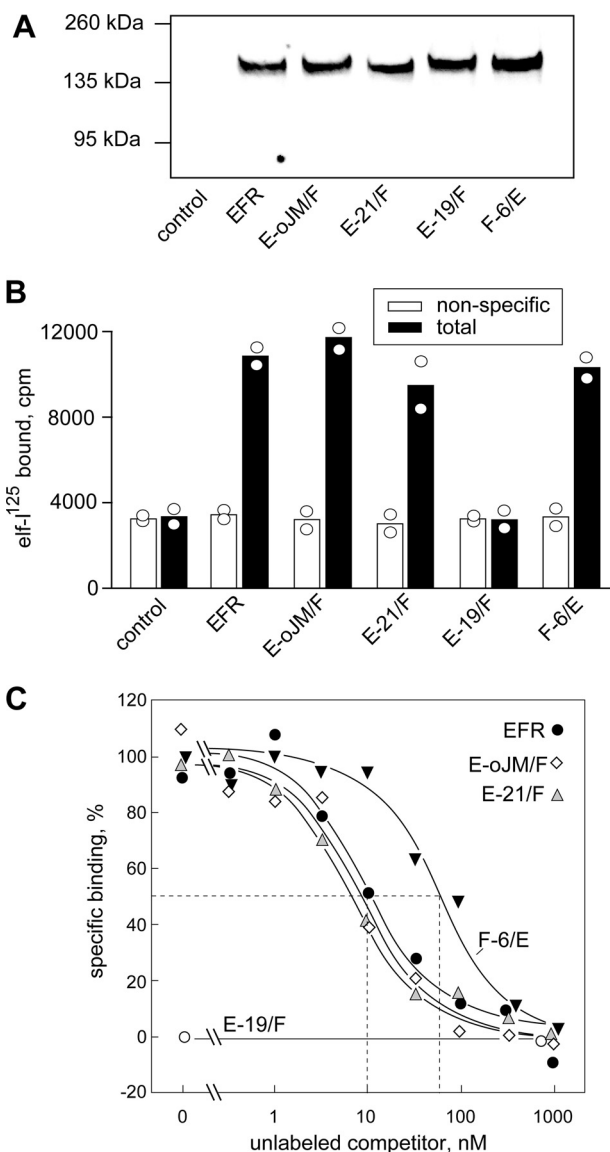 A
260 kDa
135 kDa
95 kDa
control
EFR
E-oJM/F
E-21/F
E-19/F
F-6/E
B
non-specific
total
12000
8000
4000
0
elf-I¹²⁵ bound, cpm
control
EFR
E-oJM/F
E-21/F
E-19/F
F-6/E
C
120
100
80
60
40
20
0
-20
specific binding, %
EFR
E-oJM/F
E-21/F
F-6/E
E-19/F
0 1 10 100 1000
unlabeled competitor, nM